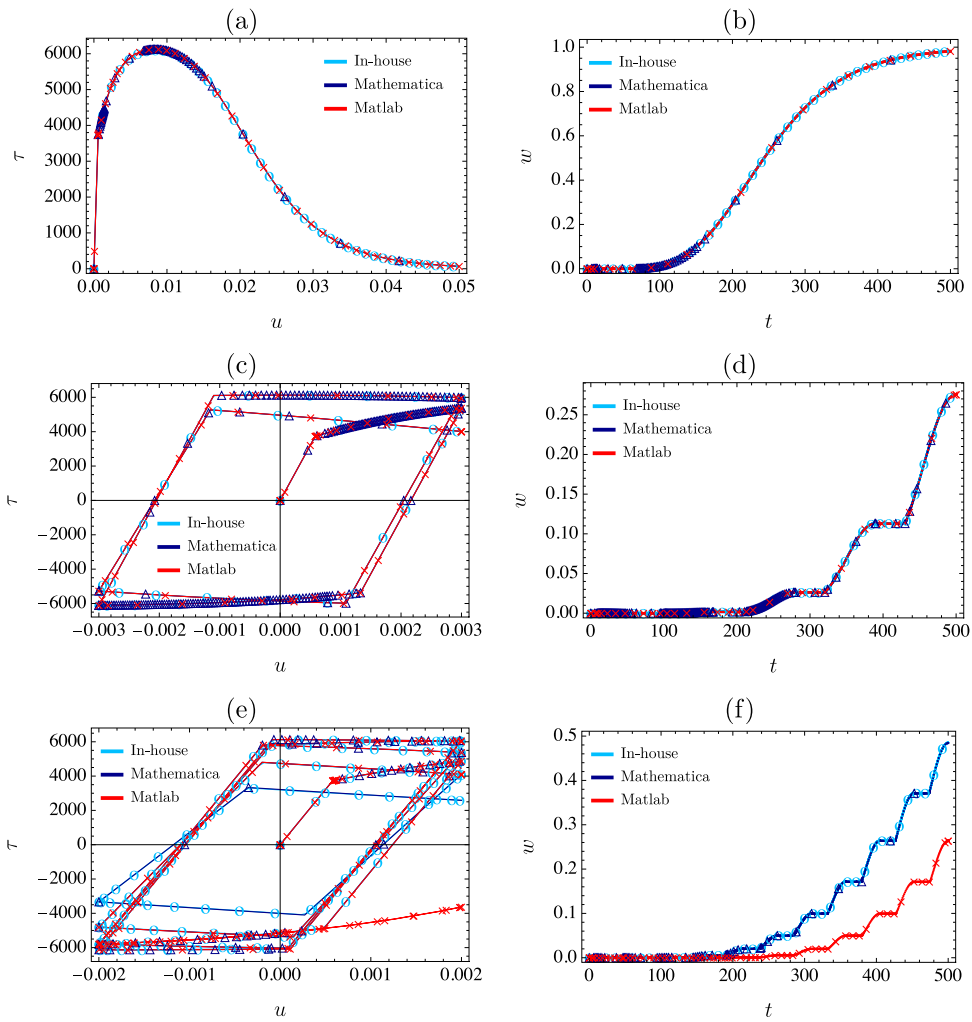 (a)
τ
6000
5000
4000
3000
2000
1000
0
In-house
Mathematica
Matlab
0.00 0.01 0.02 0.03 0.04 0.05
u
(b)
w
1.0
0.8
0.6
0.4
0.2
0.0
In-house
Mathematica
Matlab
0 100 200 300 400 500
t
(c)
τ
6000
4000
2000
0
−2000
−4000
−6000
In-house
Mathematica
Matlab
−0.003 −0.002 −0.001 0.000 0.001 0.002 0.003
u
(d)
w
0.25
0.20
0.15
0.10
0.05
0.00
In-house
Mathematica
Matlab
0 100 200 300 400 500
t
(e)
τ
6000
4000
2000
0
−2000
−4000
−6000
In-house
Mathematica
Matlab
−0.002 −0.001 0.000 0.001 0.002
u
(f)
w
0.5
0.4
0.3
0.2
0.1
0.0
In-house
Mathematica
Matlab
0 100 200 300 400 500
t